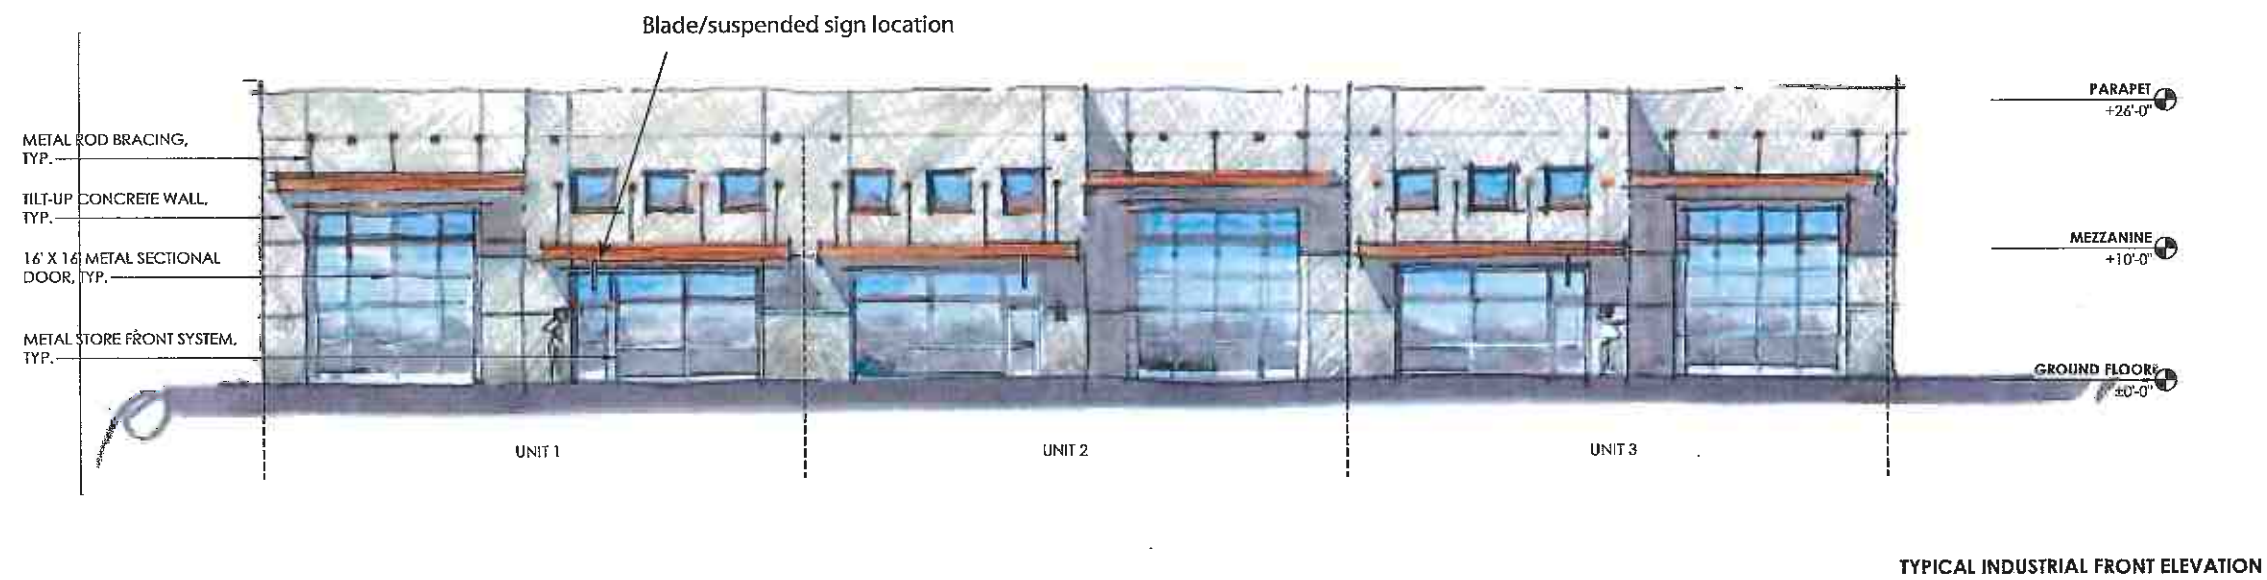 Blade/suspended sign location
METAL ROD BRACING,
TYP.
TILT-UP CONCRETE WALL,
TYP.
16' X 16' METAL SECTIONAL
DOOR, TYP.
METAL STORE FRONT SYSTEM,
TYP.
PARAPET
+26'-0"
MEZZANINE
+10'-0"
GROUND FLOOR
±0'-0"
UNIT 1
UNIT 2
UNIT 3
TYPICAL INDUSTRIAL FRONT ELEVATION